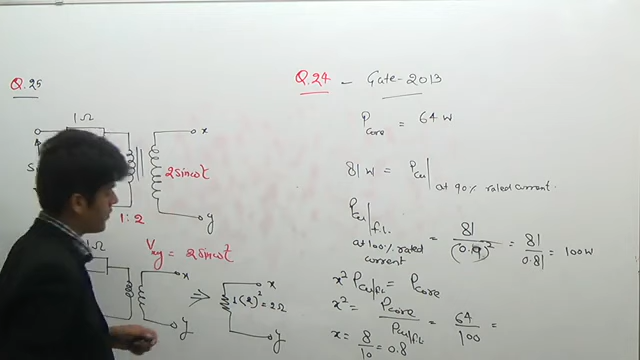 Q.25
1Ω
S
x
2sinωt
y
1:2
Vxy = 2sinωt
1Ω
x
y
⇒
x
1(2)² = 2Ω
y
Q.24 - Gate-2013
Pcore = 64 W
81 W = Pcu| at 90% rated current.
Pcu|f.l. at 100% rated current = 81/(0.9)² = 81/0.81 = 100W
x² Pcu/f.l = Pcore
x² = Pcore/Pcu/f.l = 64/100 =
x = 8/10 = 0.8